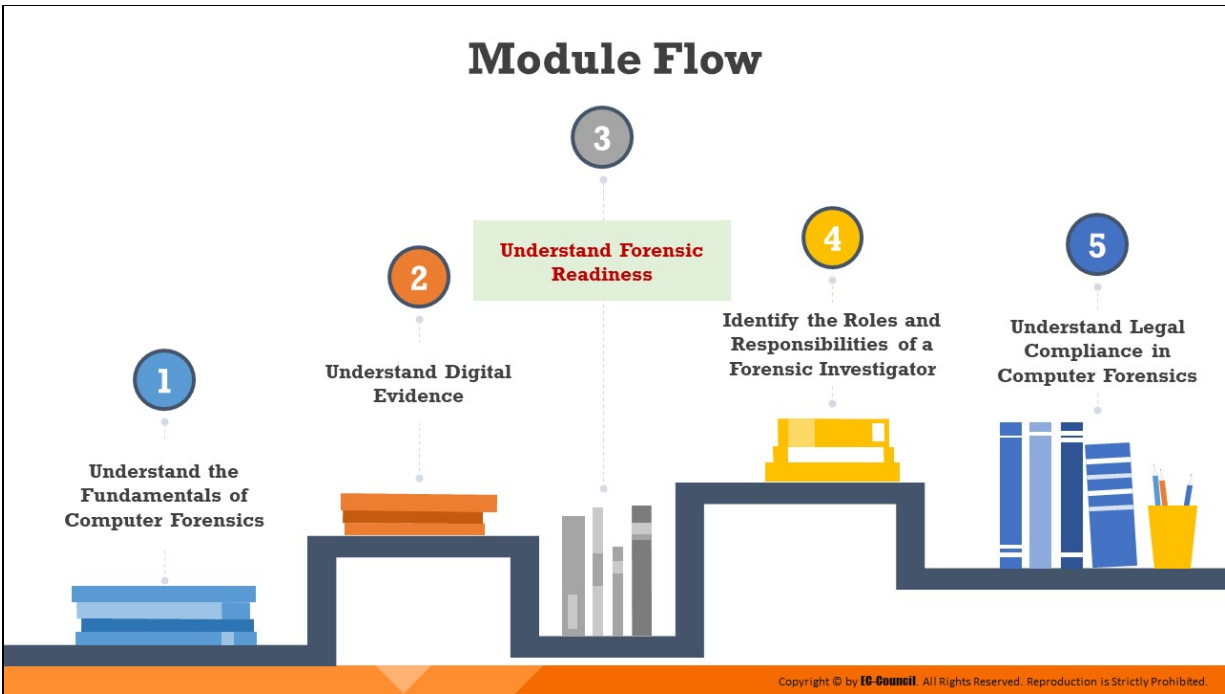 Module Flow
1
Understand the
Fundamentals of
Computer Forensics
2
Understand Digital
Evidence
3
Understand Forensic
Readiness
4
Identify the Roles and
Responsibilities of a
Forensic Investigator
5
Understand Legal
Compliance in
Computer Forensics
Copyright © by EC-Council. All Rights Reserved. Reproduction is Strictly Prohibited.